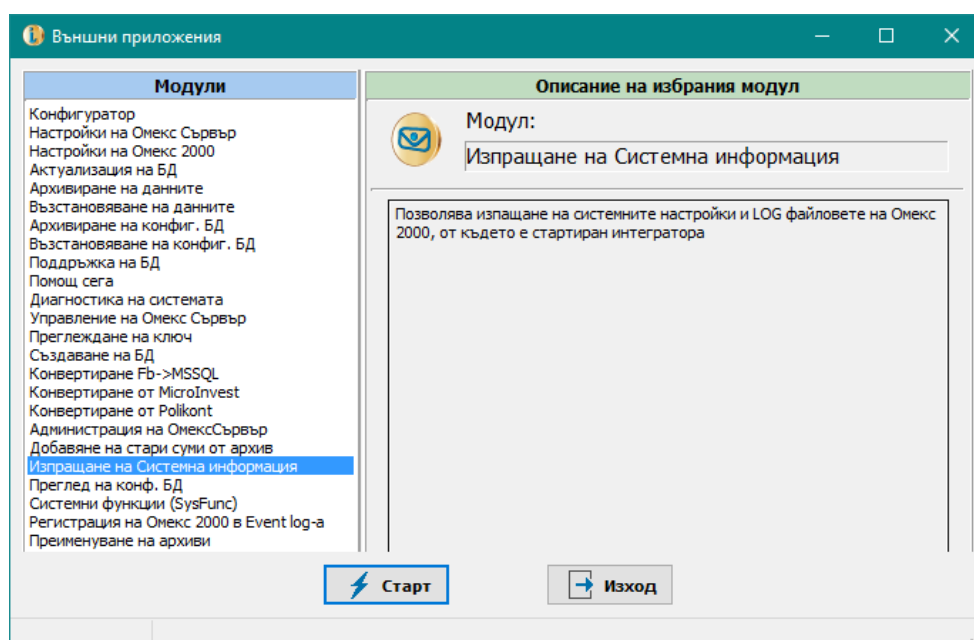 Външни приложения
Модули
Конфигуратор
Настройки на Омекс Сървър
Настройки на Омекс 2000
Актуализация на БД
Архивиране на данните
Възстановяване на данните
Архивиране на конфиг. БД
Възстановяване на конфиг. БД
Поддръжка на БД
Помощ сега
Диагностика на системата
Управление на Омекс Сървър
Преглеждане на ключ
Създаване на БД
Конвертиране Fb->MSSQL
Конвертиране от MicroInvest
Конвертиране от Polikont
Администрация на ОмексСървър
Добавяне на стари суми от архив
Изпращане на Системна информация
Преглед на конф. БД
Системни функции (SysFunc)
Регистрация на Омекс 2000 в Event log-а
Преименуване на архиви
Описание на избрания модул
Модул:
Изпращане на Системна информация
Позволява изпащане на системните настройки и LOG файловете на Омекс
2000, от където е стартиран интегратора
Старт
Изход